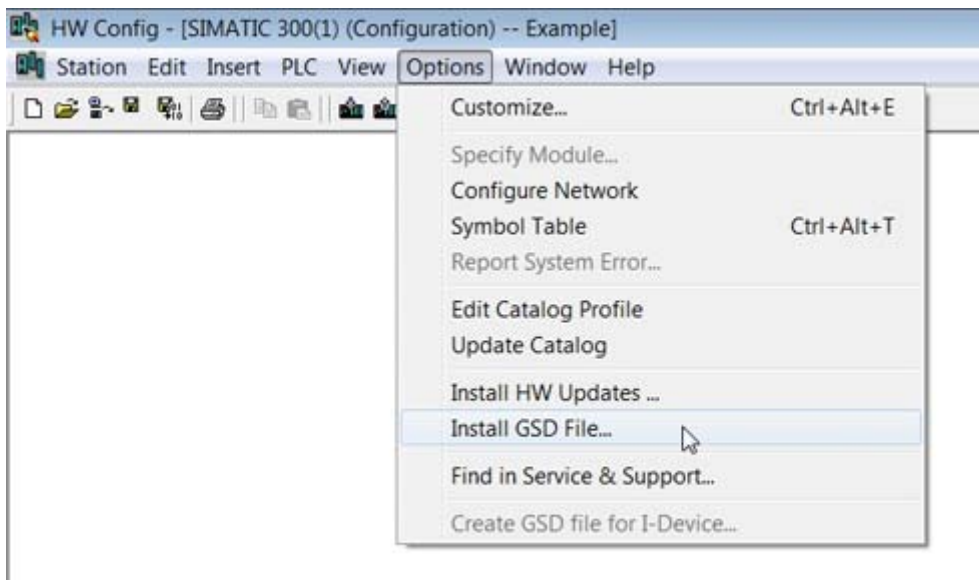 HW Config - [SIMATIC 300(1) (Configuration) -- Example]
Station Edit Insert PLC View Options Window Help
Customize... Ctrl+Alt+E
Specify Module...
Configure Network
Symbol Table Ctrl+Alt+T
Report System Error...
Edit Catalog Profile
Update Catalog
Install HW Updates ...
Install GSD File...
Find in Service & Support...
Create GSD file for I-Device...